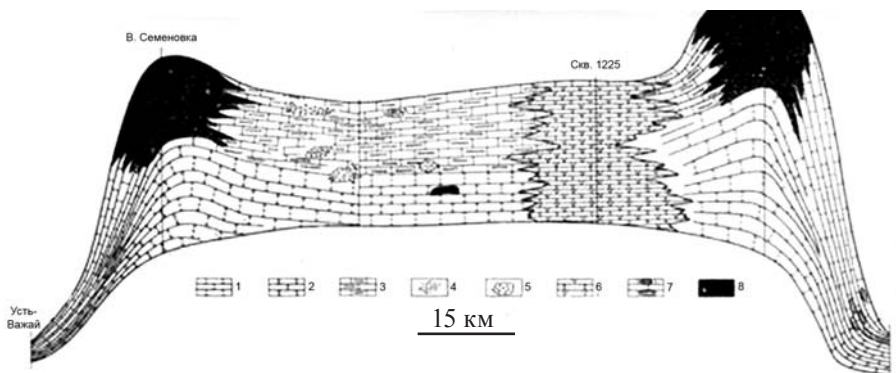 В. Семеновка
Скв. 1225
Усть-
Важай
1 2 3 4 5 6 7 8
15 км